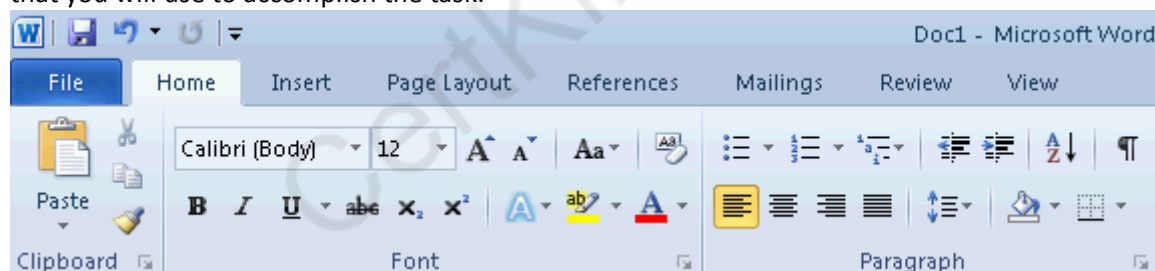 that you will use to accomplish the task.
Doc1 - Microsoft Word
File Home Insert Page Layout References Mailings Review View
Calibri (Body) 12
Paste
Clipboard Font Paragraph